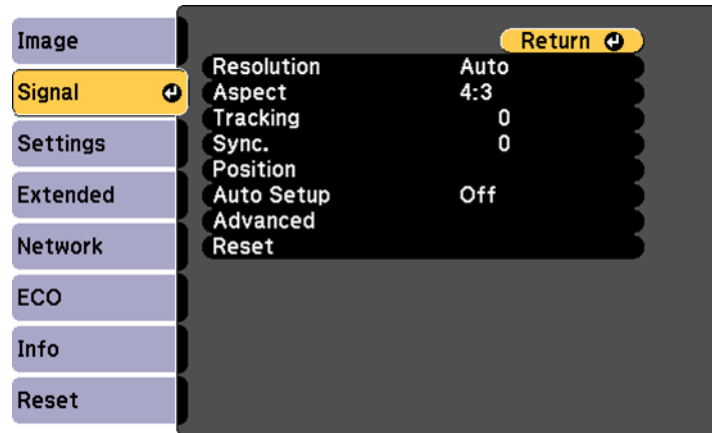 Image
Signal
Settings
Extended
Network
ECO
Info
Reset
Return
Resolution Auto
Aspect 4:3
Tracking 0
Sync. 0
Position
Auto Setup Off
Advanced
Reset